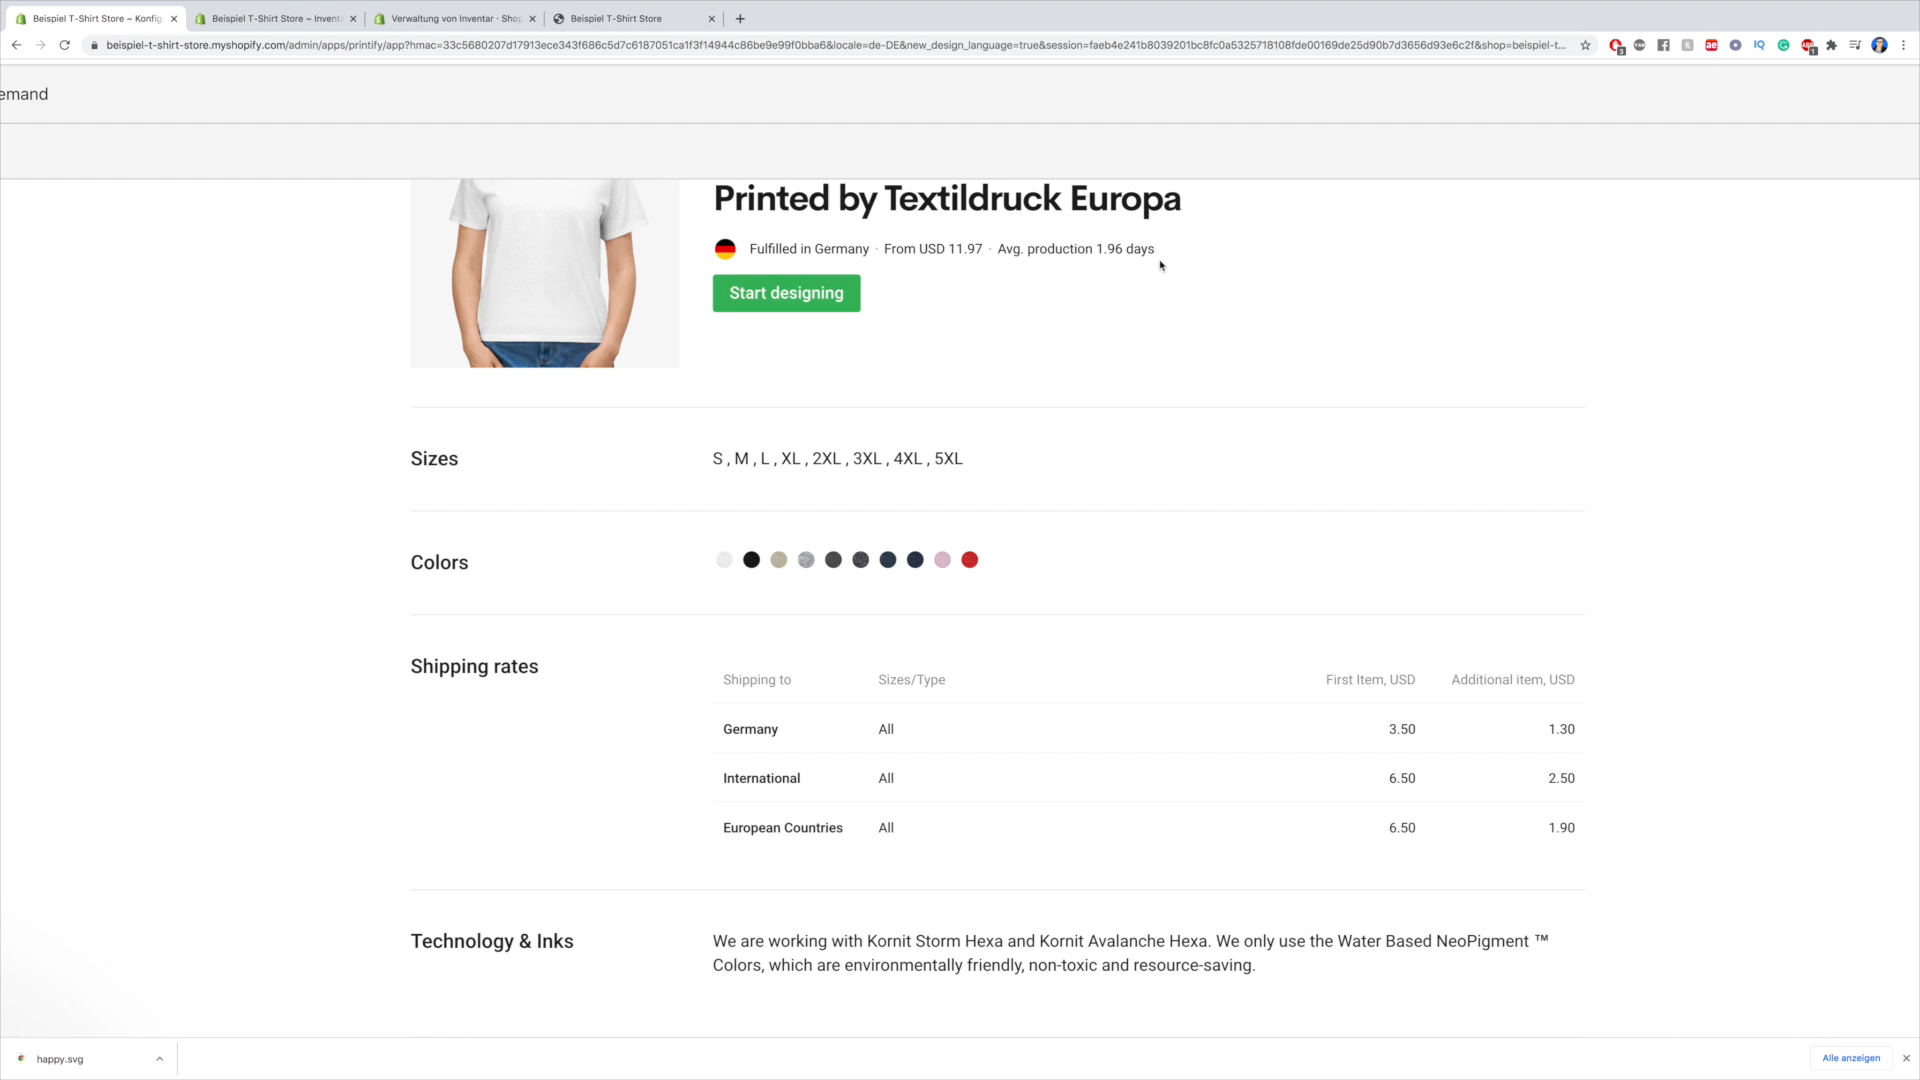 Beispiel T-Shirt Store ~ Konfig
Beispiel T-Shirt Store ~ Invent
Verwaltung von Inventar · Shop
Beispiel T-Shirt Store
beispiel-t-shirt-store.myshopify.com/admin/apps/printify/app?hmac=33c5680207d17913ece343f686c5d7c6187051ca1f3f14944c86be9e99f0bba6&locale=de-DE&new_design_language=true&session=faeb4e241b8039201bc8fc0a5325718108fde00169de25d90b7d3656d93e6c2f&shop=beispiel-t...
emand
Printed by Textildruck Europa
Fulfilled in Germany · From USD 11.97 · Avg. production 1.96 days
Start designing
Sizes
S , M , L , XL , 2XL , 3XL , 4XL , 5XL
Colors
Shipping rates
Shipping to Sizes/Type First Item, USD Additional item, USD
Germany All 3.50 1.30
International All 6.50 2.50
European Countries All 6.50 1.90
Technology & Inks
We are working with Kornit Storm Hexa and Kornit Avalanche Hexa. We only use the Water Based NeoPigment ™
Colors, which are environmentally friendly, non-toxic and resource-saving.
happy.svg
Alle anzeigen